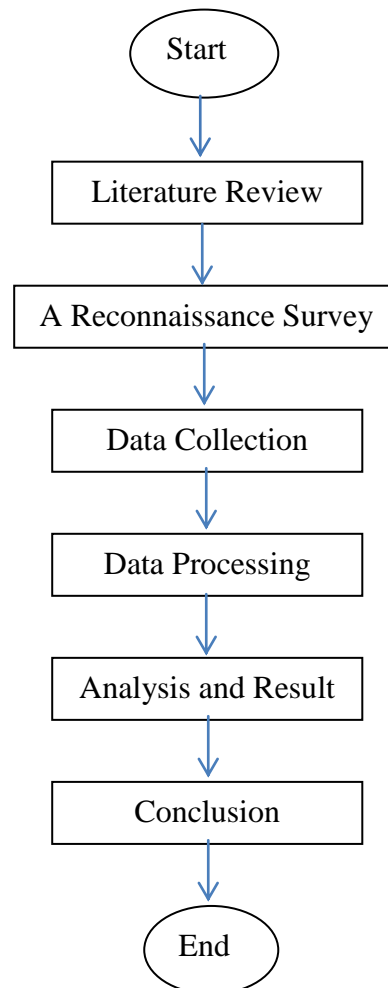 Start
Literature Review
A Reconnaissance Survey
Data Collection
Data Processing
Analysis and Result
Conclusion
End